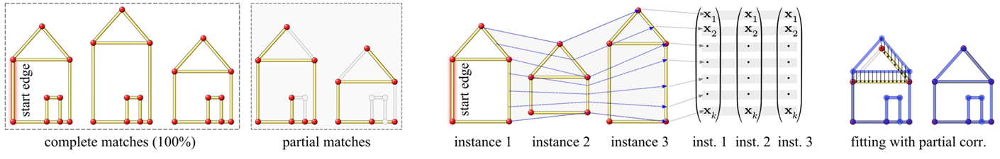 start edge
complete matches (100%)
partial matches
start edge
instance 1 instance 2 instance 3 inst. 1 inst. 2 inst. 3
x1 x1 x1
x2 x2 x2
· · ·
· · ·
· · ·
· · ·
xk xk xk
fitting with partial corr.